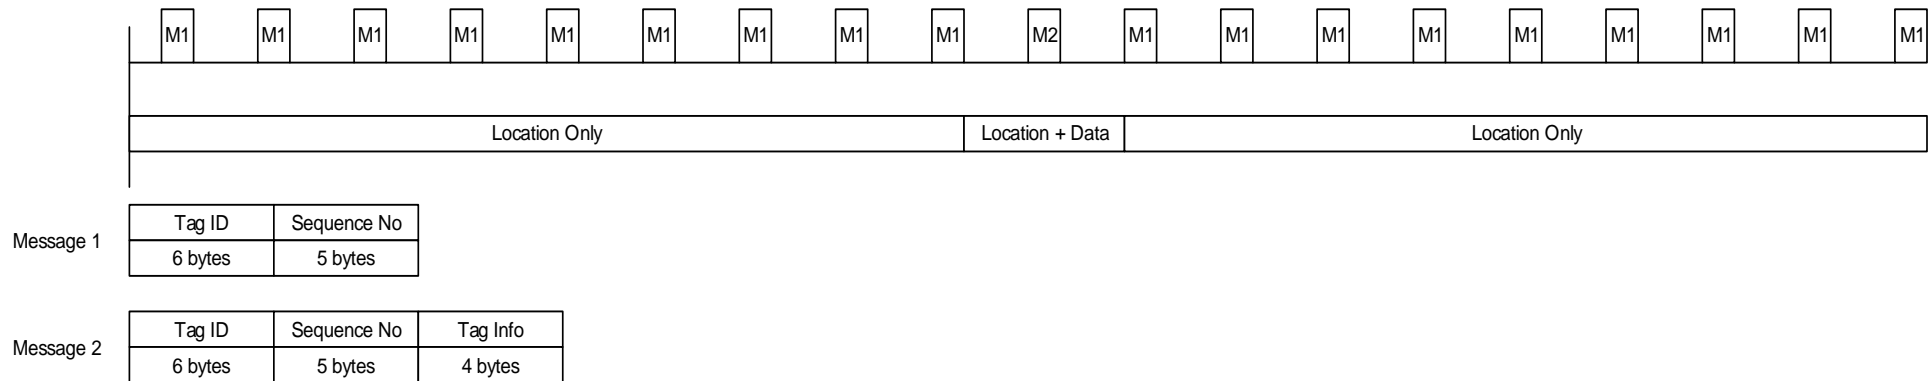 M1 M1 M1 M1 M1 M1 M1 M1 M1 M2 M1 M1 M1 M1 M1 M1 M1 M1 M1
Location Only Location + Data Location Only
Tag ID Sequence No
Message 1
6 bytes 5 bytes
Tag ID Sequence No Tag Info
Message 2
6 bytes 5 bytes 4 bytes